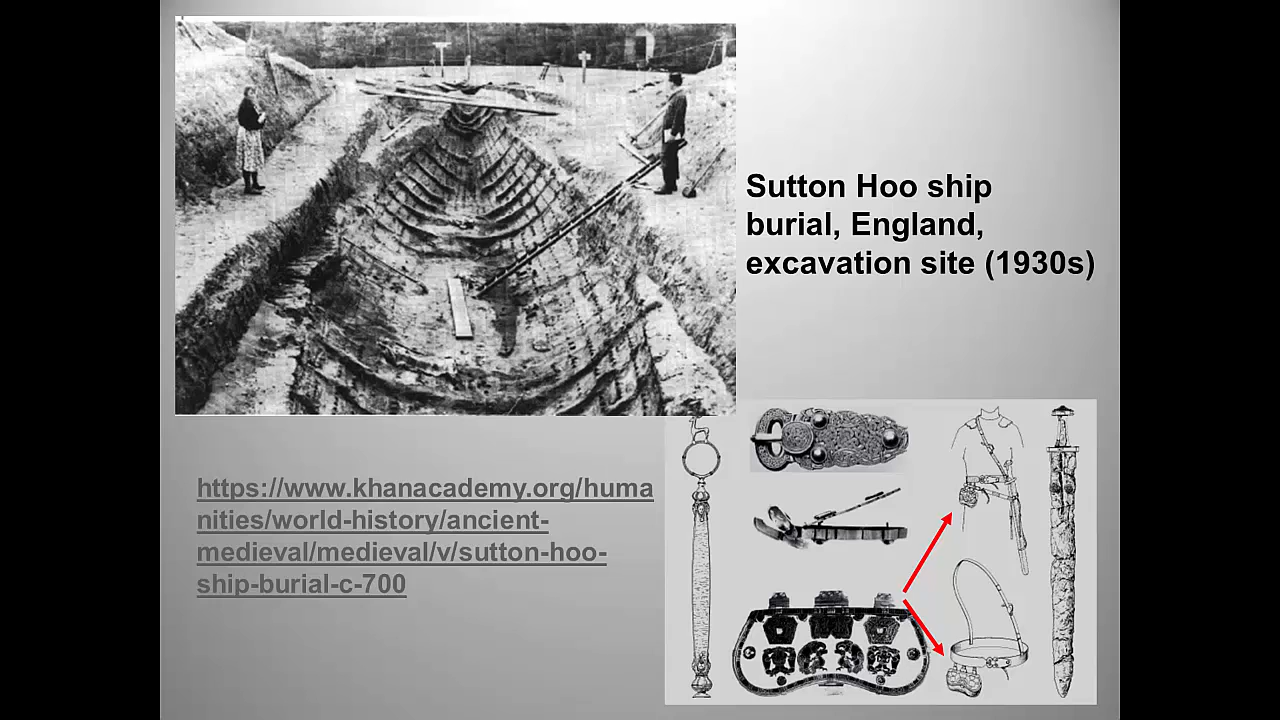 Sutton Hoo ship
burial, England,
excavation site (1930s)
https://www.khanacademy.org/huma
nities/world-history/ancient-
medieval/medieval/v/sutton-hoo-
ship-burial-c-700